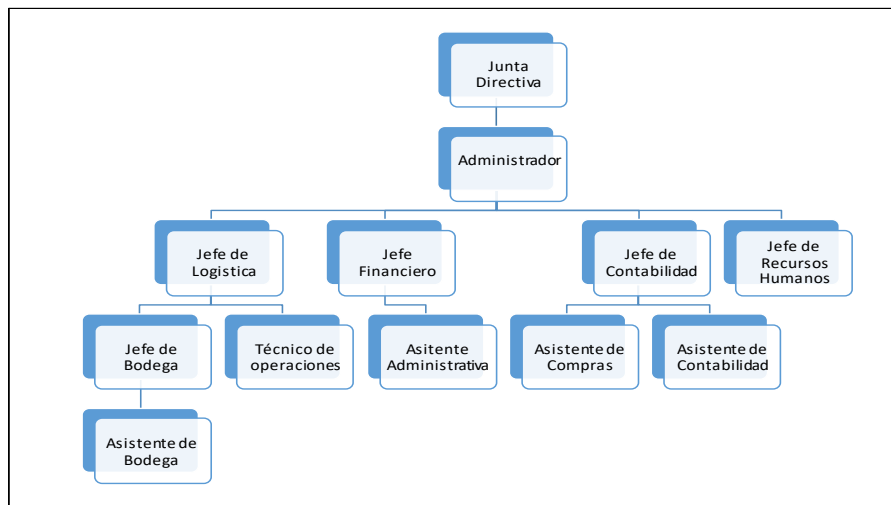 Junta
Directiva
Administrador
Jefe de
Logistica
Jefe
Financiero
Jefe de
Contabilidad
Jefe de
Recursos
Humanos
Jefe de
Bodega
Técnico de
operaciones
Asitente
Administrativa
Asistente de
Compras
Asistente de
Contabilidad
Asistente de
Bodega